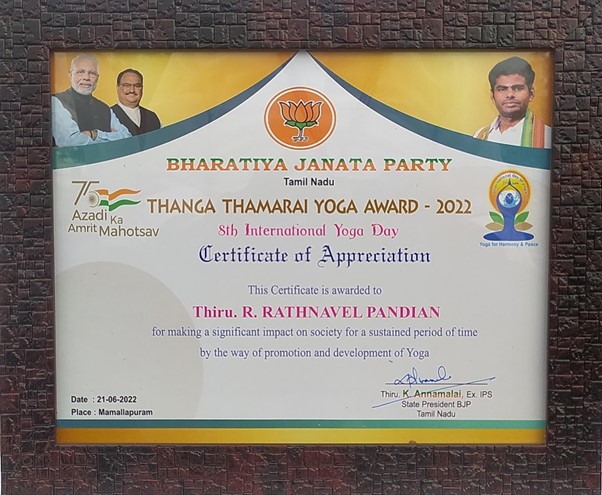 BHARATIYA JANATA PARTY
Tamil Nadu
75
Azadi Ka
Amrit Mahotsav
THANGA THAMARAI YOGA AWARD - 2022
8th International Yoga Day
Yoga for Harmony & Peace
Certificate of Appreciation
This Certificate is awarded to
Thiru. R. RATHNAVEL PANDIAN
for making a significant impact on society for a sustained period of time
by the way of promotion and development of Yoga
Date : 21-06-2022
Place : Mamallapuram
Thiru. K. Annamalai, Ex. IPS
State President BJP
Tamil Nadu